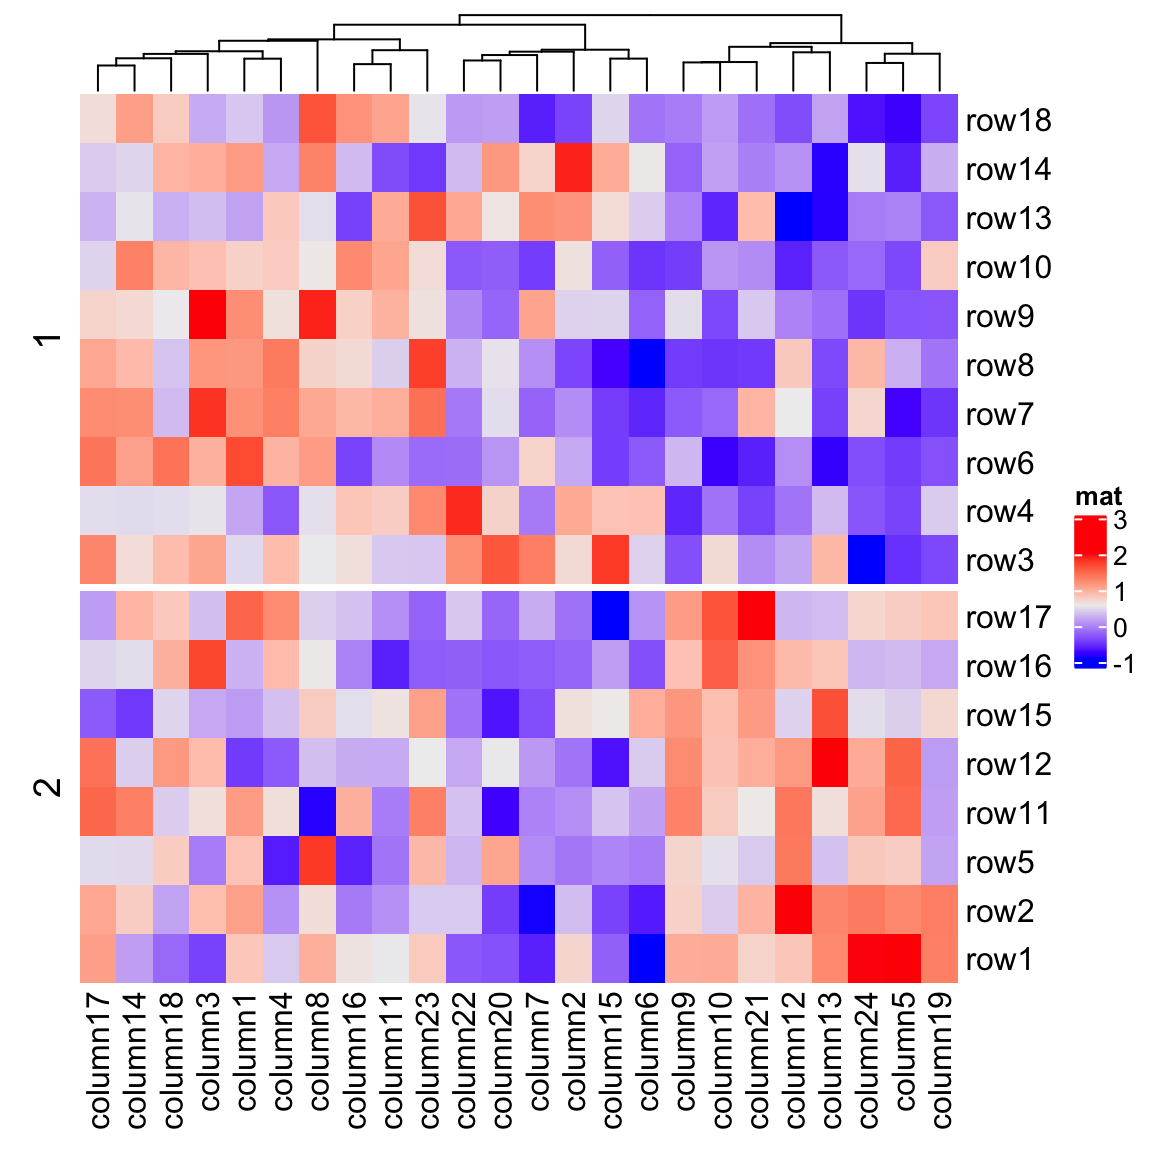 1
row18
row14
row13
row10
row9
row8
row7
row6
row4
row3
2
row17
row16
row15
row12
row11
row5
row2
row1
column17
column14
column18
column3
column1
column4
column8
column16
column11
column23
column22
column20
column7
column2
column15
column6
column9
column10
column21
column12
column13
column24
column5
column19
mat
3
2
1
0
-1